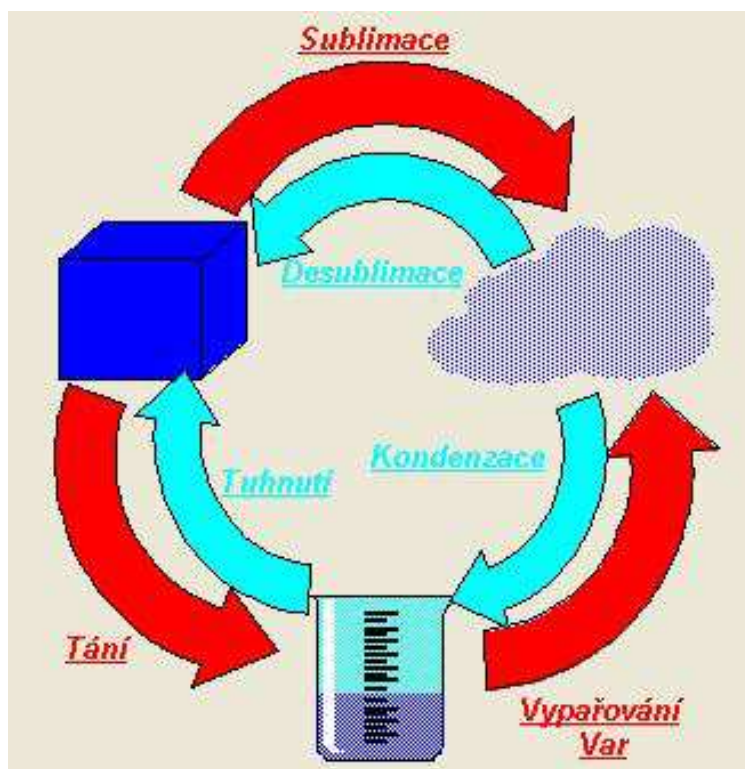 Sublimace
Desublimace
Kondenzace
Tuhnutí
Tání
Vypařování
Var